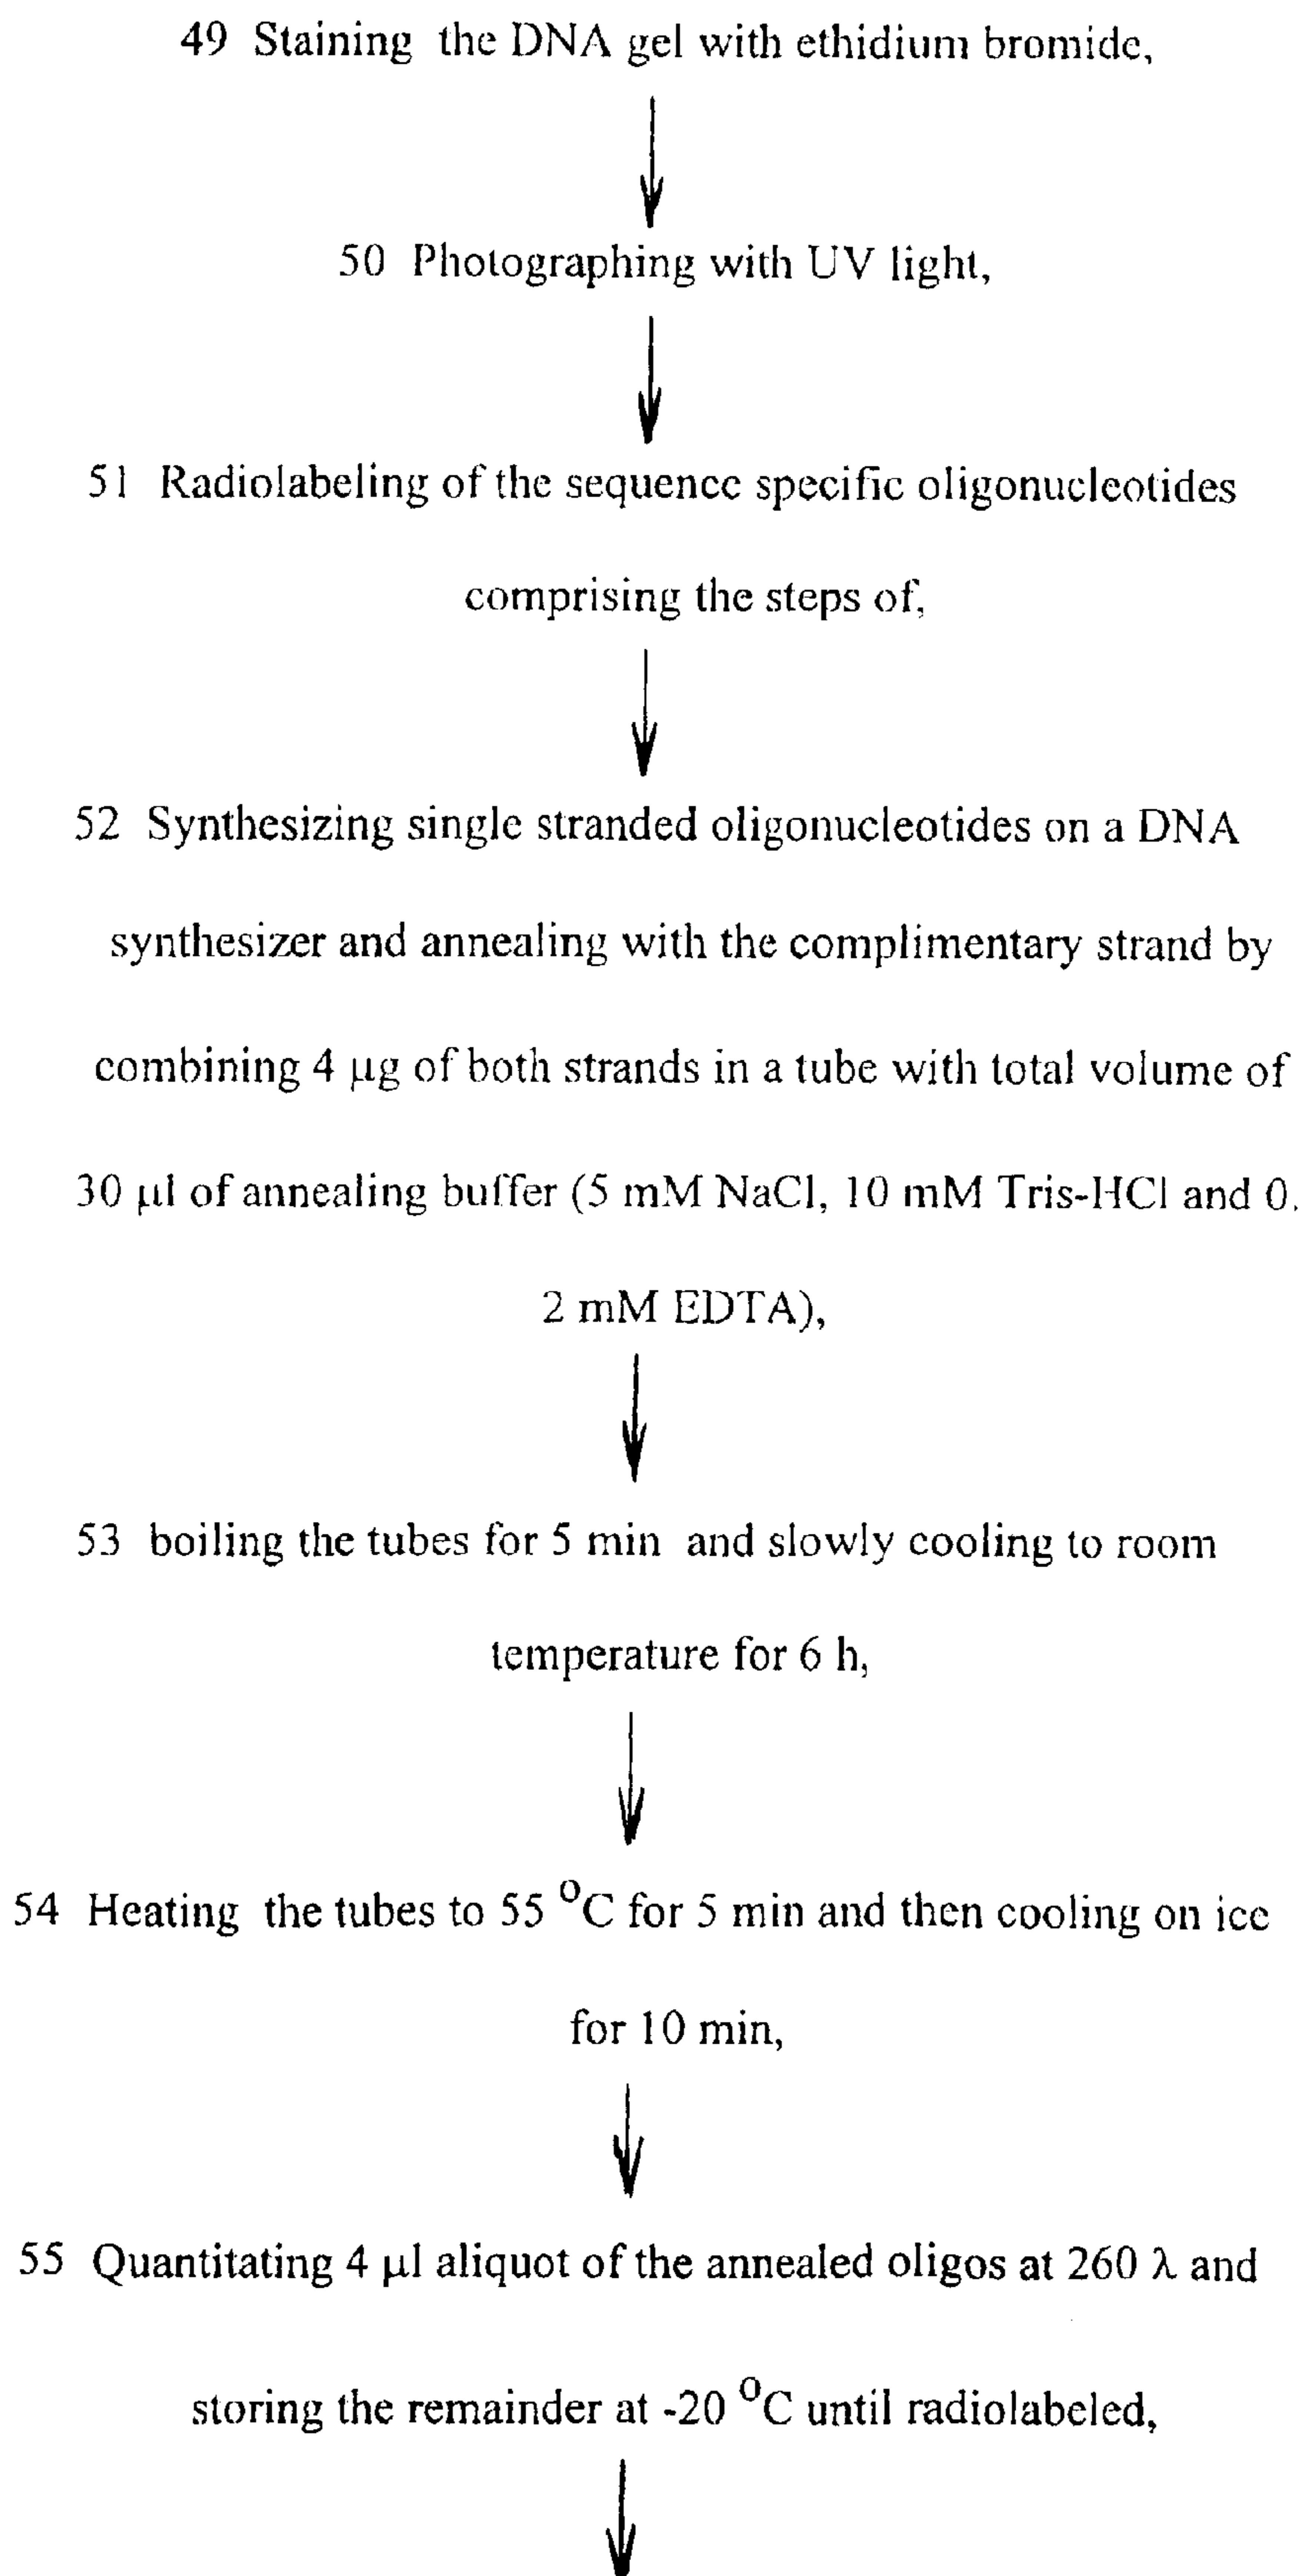 49 Staining the DNA gel with ethidium bromide,
50 Photographing with UV light,
51 Radiolabeling of the sequence specific oligonucleotides
comprising the steps of,
52 Synthesizing single stranded oligonucleotides on a DNA
synthesizer and annealing with the complimentary strand by
combining 4 µg of both strands in a tube with total volume of
30 µl of annealing buffer (5 mM NaCl, 10 mM Tris-HCl and 0.
2 mM EDTA),
53 boiling the tubes for 5 min and slowly cooling to room
temperature for 6 h,
54 Heating the tubes to 55 °C for 5 min and then cooling on ice
for 10 min,
55 Quantitating 4 µl aliquot of the annealed oligos at 260 λ and
storing the remainder at -20 °C until radiolabeled,